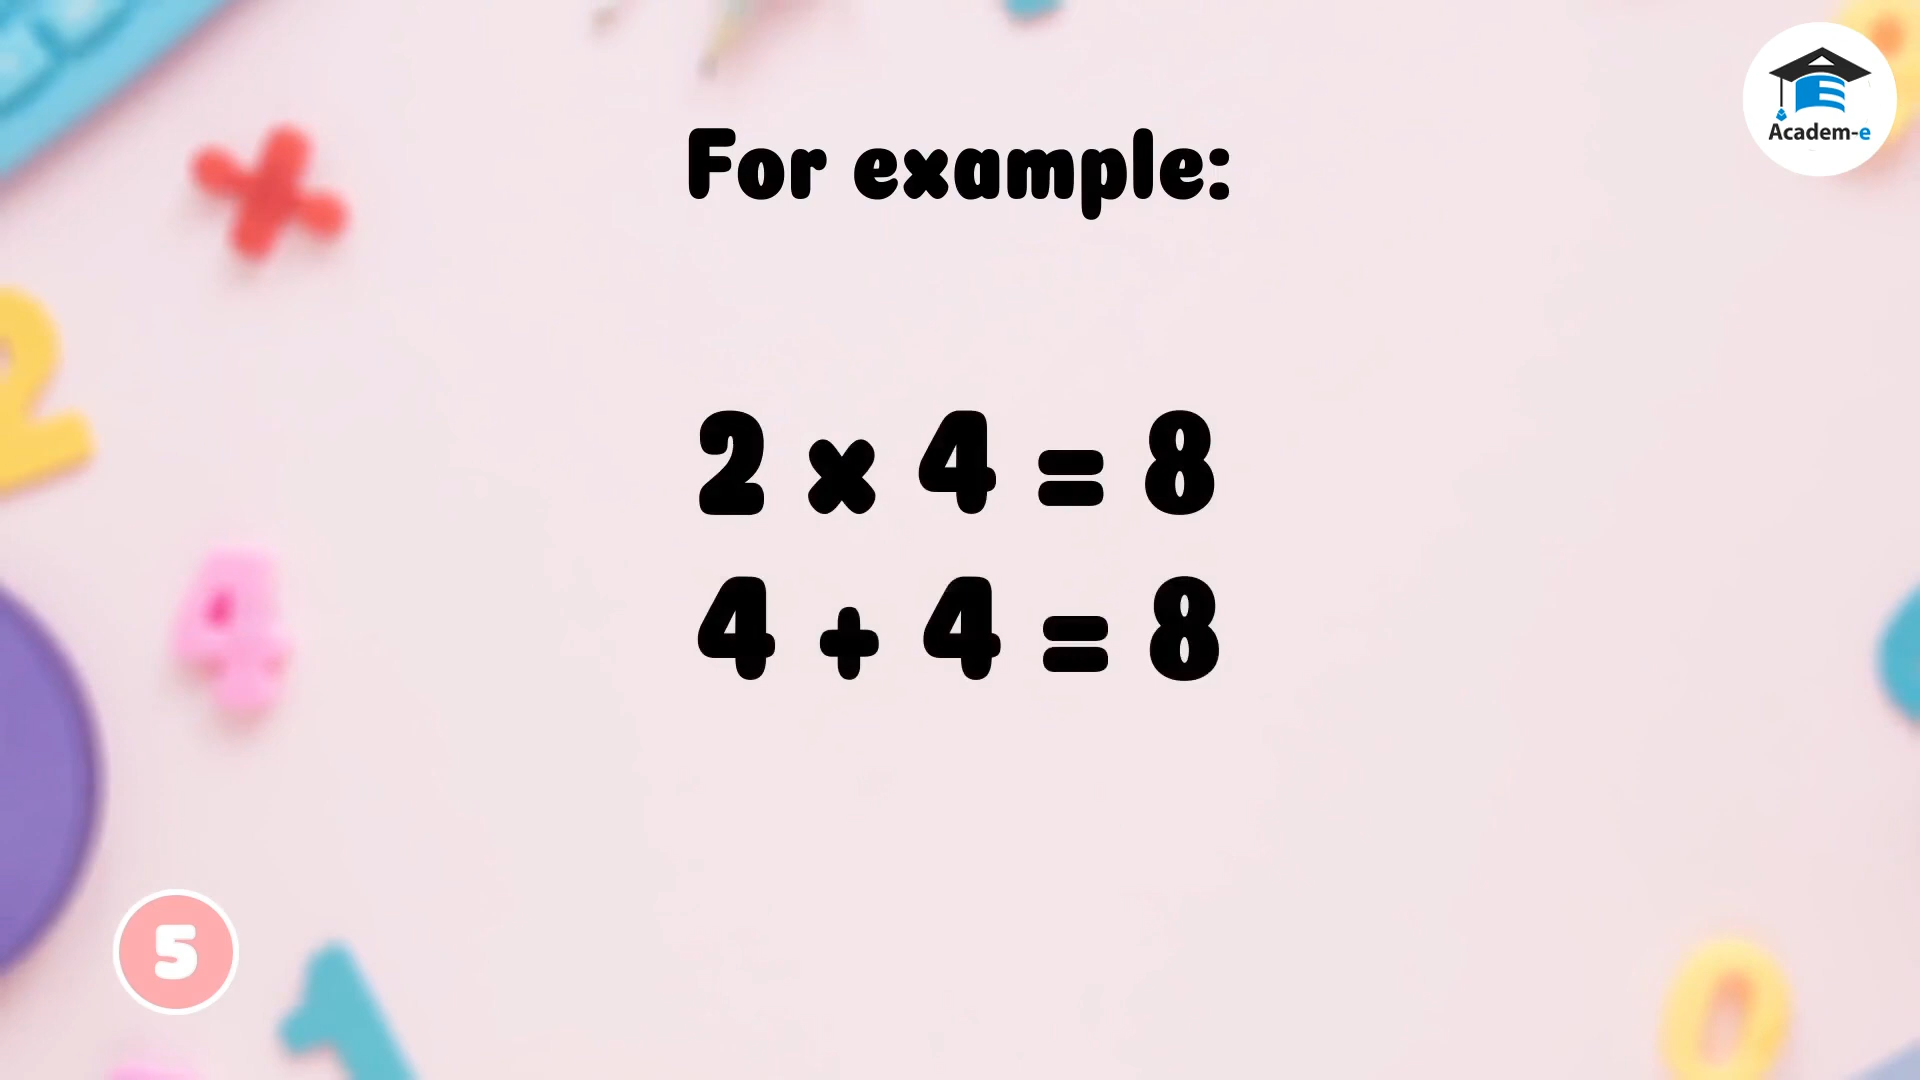 Academ-e
For example:
2 × 4 = 8
4 + 4 = 8
5